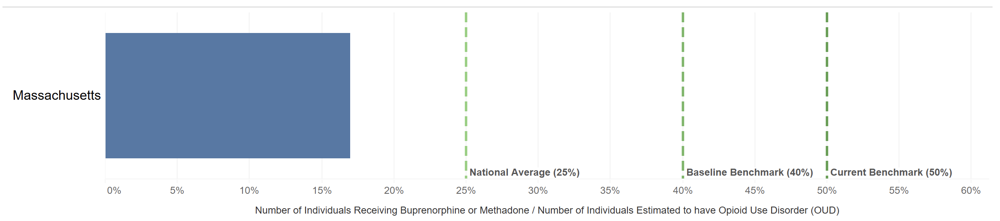 Massachusetts
National Average (25%)
Baseline Benchmark (40%)
Current Benchmark (50%)
0%
5%
10%
15%
20%
25%
30%
35%
40%
45%
50%
55%
60%
Number of Individuals Receiving Buprenorphine or Methadone / Number of Individuals Estimated to have Opioid Use Disorder (OUD)